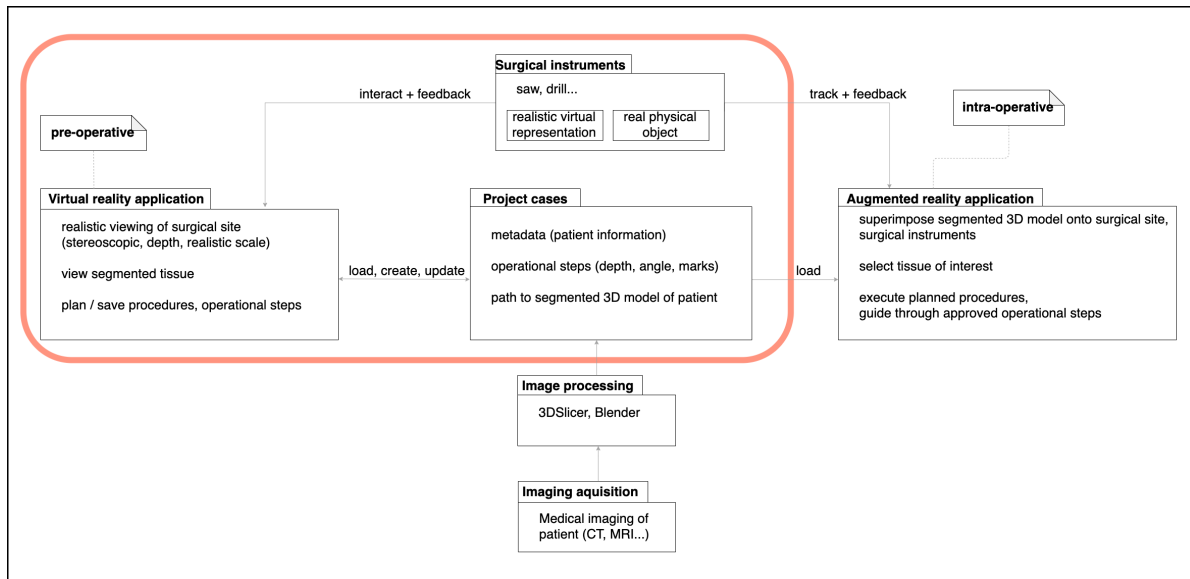 Surgical instruments
saw, drill...
realistic virtual
representation
real physical
object
interact + feedback
track + feedback
pre-operative
intra-operative
Virtual reality application
realistic viewing of surgical site
(stereoscopic, depth, realistic scale)
view segmented tissue
plan / save procedures, operational steps
load, create, update
Project cases
metadata (patient information)
operational steps (depth, angle, marks)
path to segmented 3D model of patient
load
Augmented reality application
superimpose segmented 3D model onto surgical site,
surgical instruments
select tissue of interest
execute planned procedures,
guide through approved operational steps
Image processing
3DSlicer, Blender
Imaging aquisition
Medical imaging of
patient (CT, MRI...)